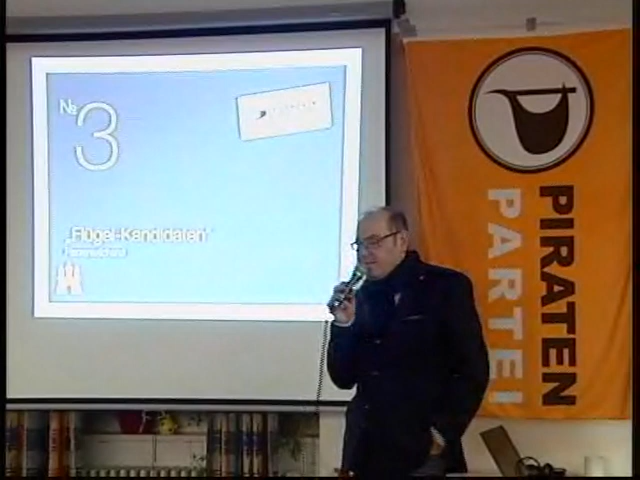 № 3
„Flügel-Kandidaten“
PIRATEN
PARTEI